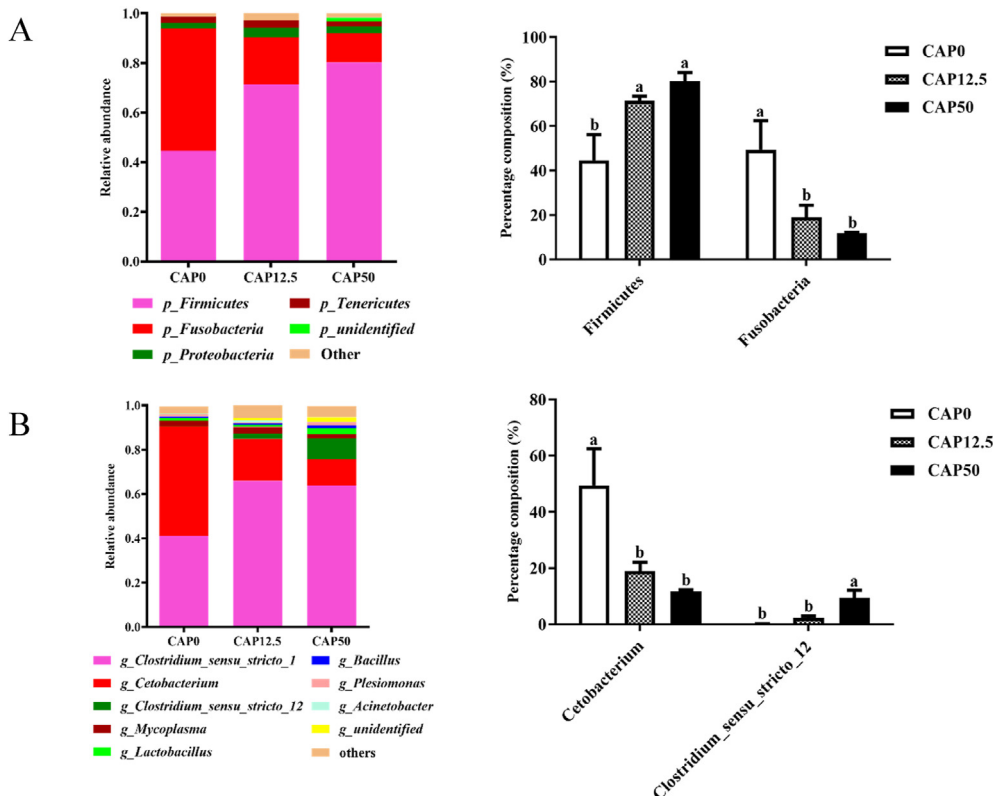 A
Relative abundance
1.0
0.8
0.6
0.4
0.2
0.0
CAP0 CAP12.5 CAP50
p_Firmicutes p_Tenericutes
p_Fusobacteria p_unidentified
p_Proteobacteria Other
Percentage composition (%)
100
80
60
40
20
0
b a a a b b
Firmicutes Fusobacteria
CAP0
CAP12.5
CAP50
B
Relative abundance
1.0
0.8
0.6
0.4
0.2
0.0
CAP0 CAP12.5 CAP50
g_Clostridium_sensu_stricto_1 g_Bacillus
g_Cetobacterium g_Plesiomonas
g_Clostridium_sensu_stricto_12 g_Acinetobacter
g_Mycoplasma g_unidentified
g_Lactobacillus others
Percentage composition (%)
80
60
40
20
0
a b b b b a
Cetobacterium Clostridium_sensu_stricto_12
CAP0
CAP12.5
CAP50